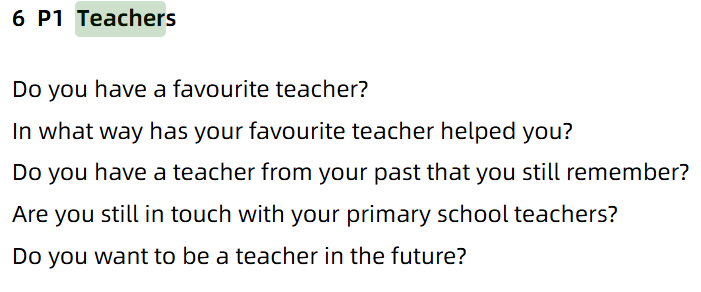 6 P1 Teachers
Do you have a favourite teacher?
In what way has your favourite teacher helped you?
Do you have a teacher from your past that you still remember?
Are you still in touch with your primary school teachers?
Do you want to be a teacher in the future?